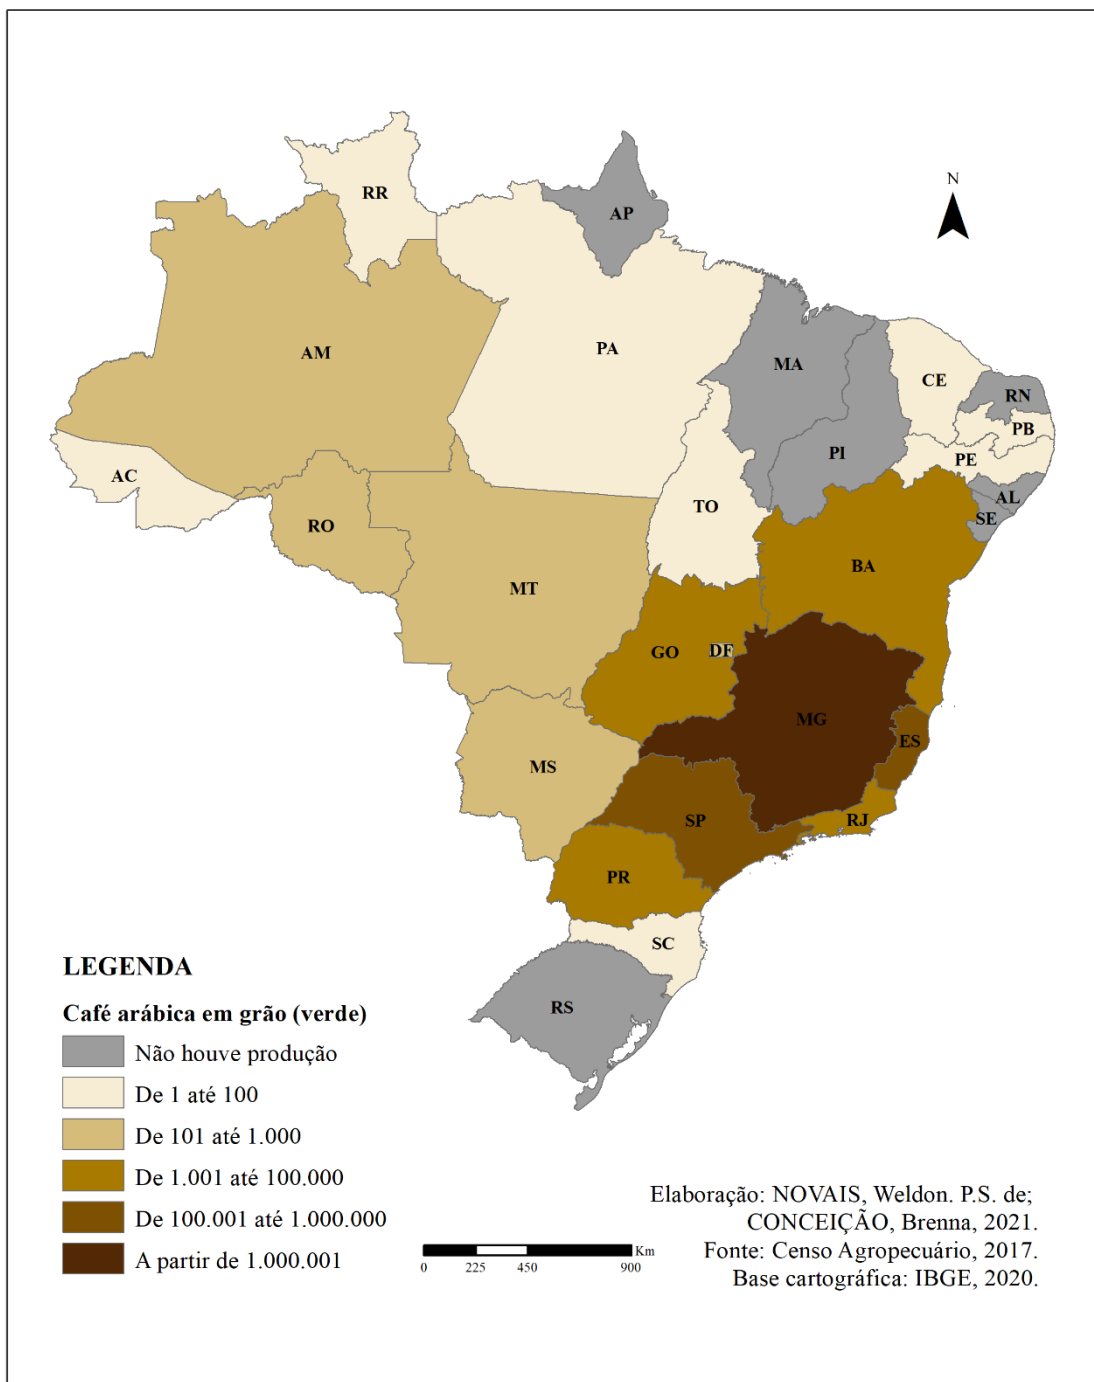 N
RR
AP
AM
PA
MA
CE
RN
PB
PE
PI
AC
TO
AL
SE
RO
BA
MT
GO
DF
MG
ES
MS
SP
RJ
PR
SC
RS
LEGENDA
Café arábica em grão (verde)
Não houve produção
De 1 até 100
De 101 até 1.000
De 1.001 até 100.000
De 100.001 até 1.000.000
A partir de 1.000.001
Km
0 225 450 900
Elaboração: NOVAIS, Weldon. P.S. de;
CONCEIÇÃO, Brenna, 2021.
Fonte: Censo Agropecuário, 2017.
Base cartográfica: IBGE, 2020.